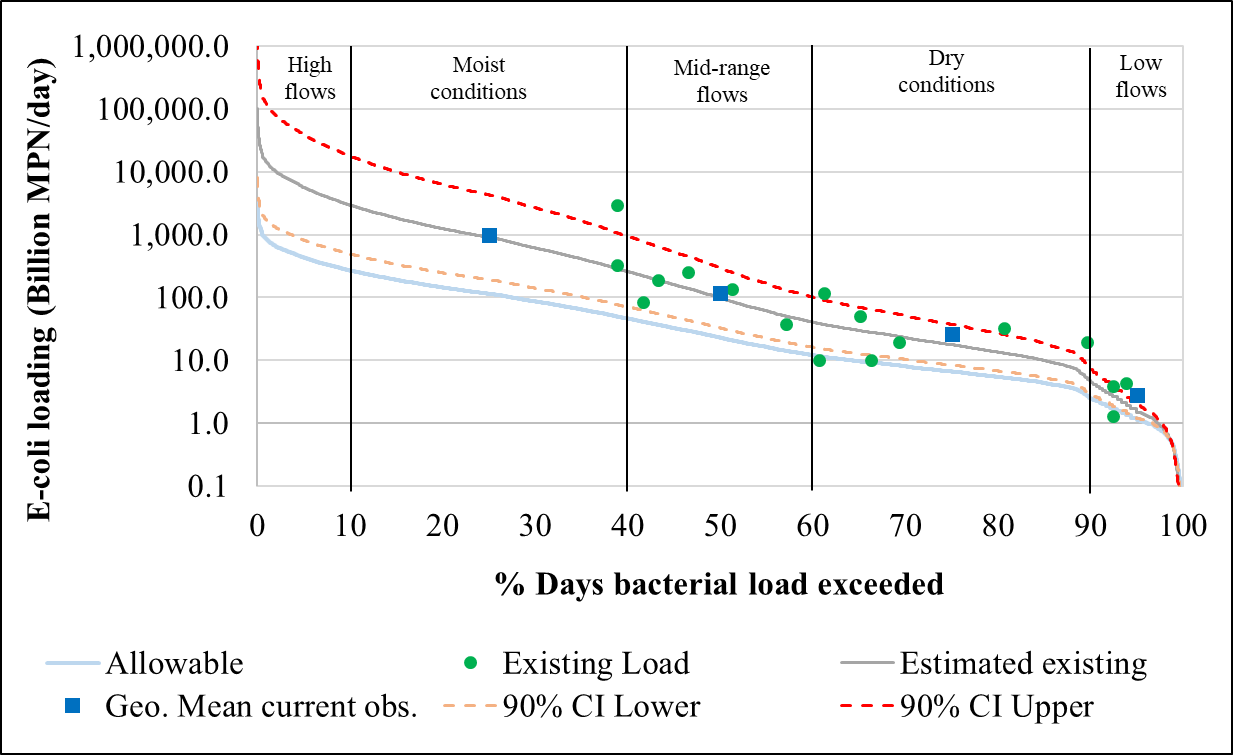 1,000,000.0
100,000.0
10,000.0
1,000.0
100.0
10.0
1.0
0.1
E-coli loading (Billion MPN/day)
High
flows
Moist
conditions
Mid-range
flows
Dry
conditions
Low
flows
0 10 20 30 40 50 60 70 80 90 100
% Days bacterial load exceeded
Allowable Existing Load Estimated existing
Geo. Mean current obs. 90% CI Lower 90% CI Upper